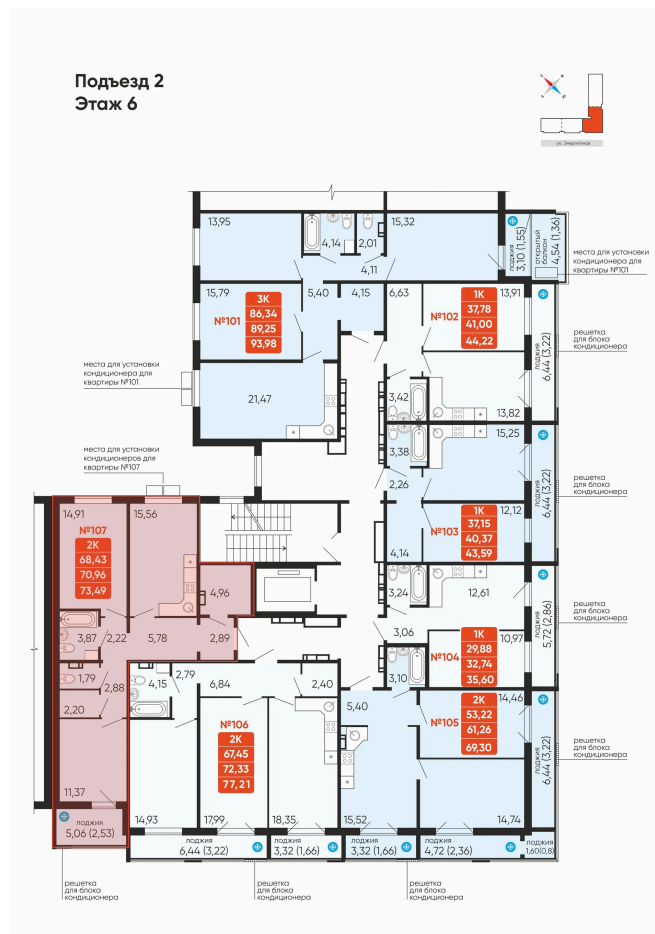 Подъезд 2
Этаж 6
ул. Энергетиков
13,95
4,14
2,01
15,32
4,11
лоджия
3,10 (1,55)
открытый
балкон
4,54 (1,36)
места для установки
кондиционера для
квартиры №101
15,79
5,40
4,15
6,63
13,91
№101
3К
86,34
89,25
93,98
№102
1К
37,78
41,00
44,22
лоджия
6,44 (3,22)
решетка
для блока
кондиционера
места для установки
кондиционера для
квартиры №101
21,47
3,42
13,82
3,38
15,25
места для установки
кондиционеров для
квартиры №107
2,26
лоджия
6,44 (3,22)
решетка
для блока
кондиционера
14,91
15,56
№107
2К
68,43
70,96
73,49
№103
1К
37,15
40,37
43,59
12,12
4,14
4,96
3,24
12,61
лоджия
5,72 (2,86)
решетка
для блока
кондиционера
3,87
2,22
5,78
2,89
3,06
№104
1К
29,88
32,74
35,60
10,97
1,79
2,88
4,15
2,79
6,84
2,40
3,10
2,20
5,40
14,46
№106
2К
67,45
72,33
77,21
№105
2К
53,22
61,26
69,30
лоджия
6,44 (3,22)
решетка
для блока
кондиционера
11,37
14,93
17,99
18,35
15,52
14,74
лоджия
5,06 (2,53)
лоджия
6,44 (3,22)
лоджия
3,32 (1,66)
лоджия
3,32 (1,66)
лоджия
4,72 (2,36)
лоджия
1,60(0,8)
решетка
для блока
кондиционера
решетка
для блока
кондиционера
решетка
для блока
кондиционера